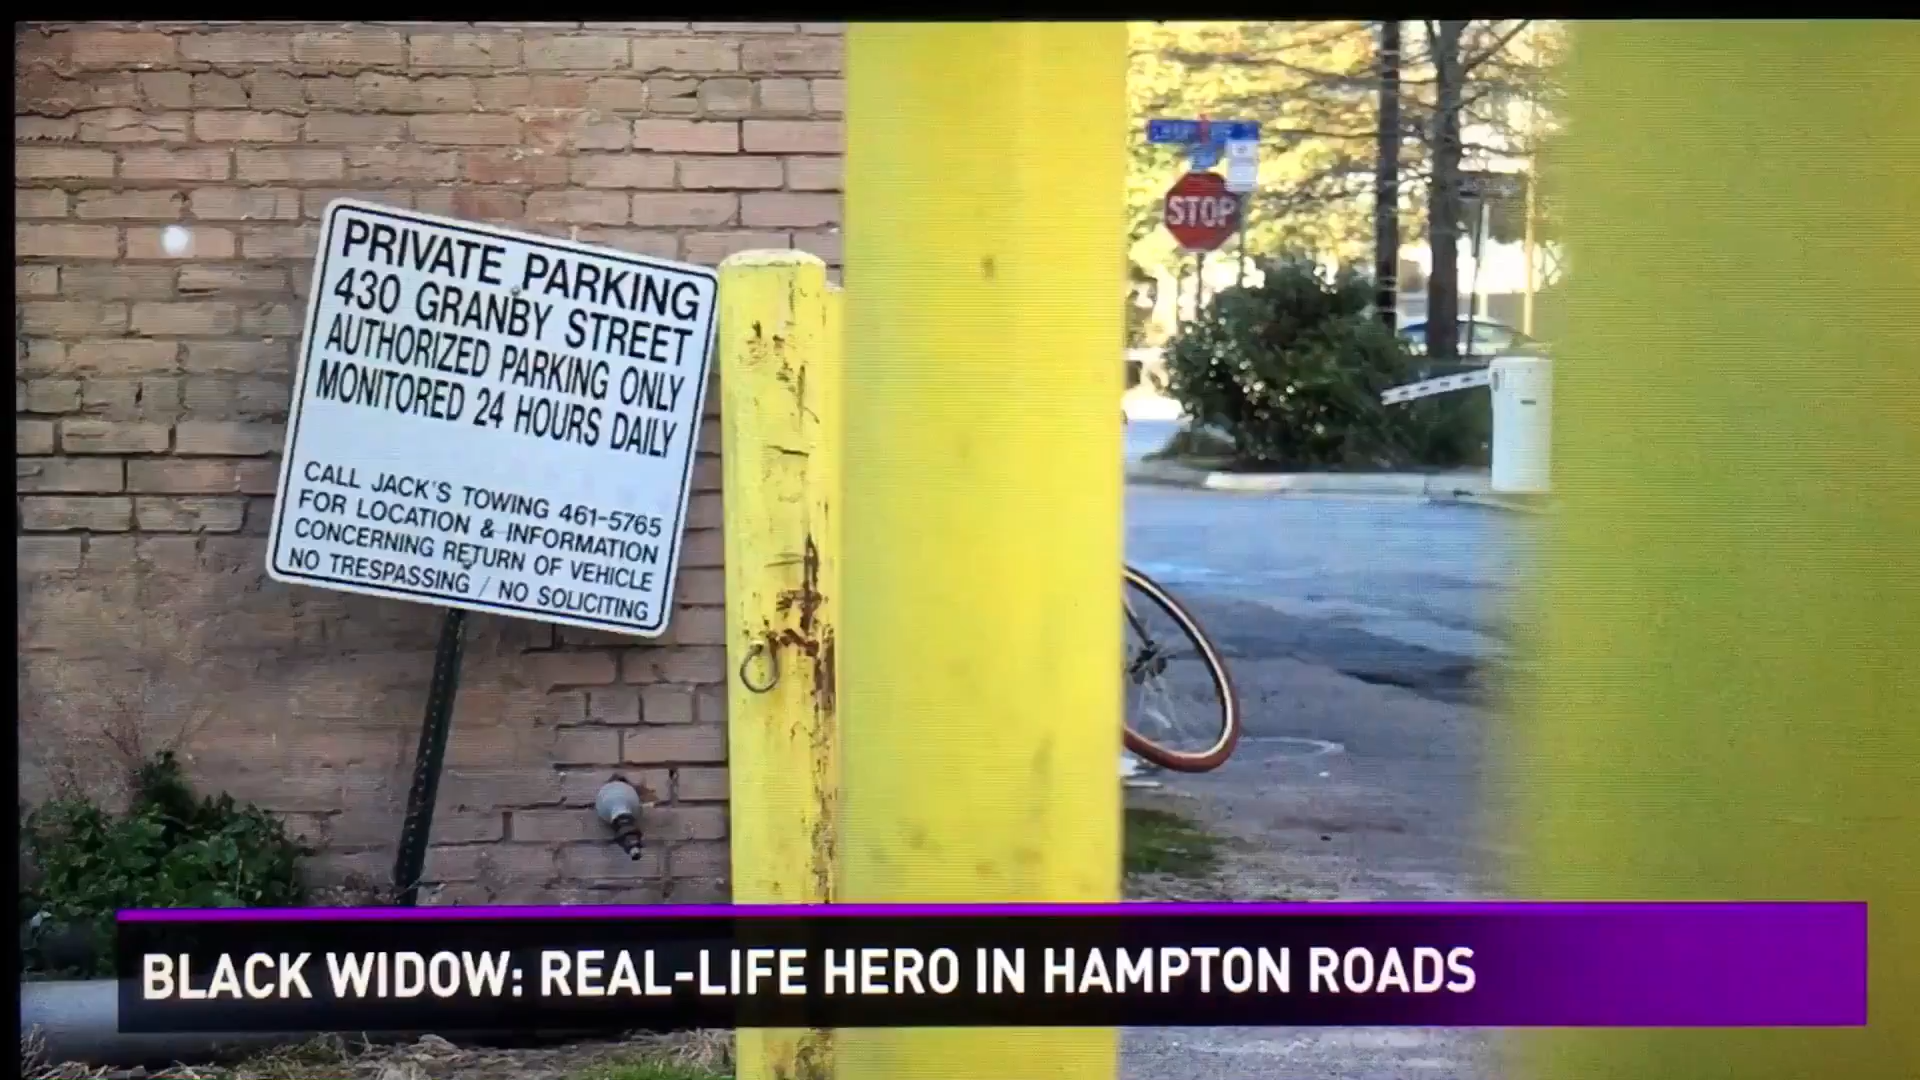 PRIVATE PARKING
430 GRANBY STREET
AUTHORIZED PARKING ONLY
MONITORED 24 HOURS DAILY
CALL JACK'S TOWING 461-5765
FOR LOCATION & INFORMATION
CONCERNING RETURN OF VEHICLE
NO TRESPASSING / NO SOLICITING
STOP
BLACK WIDOW: REAL-LIFE HERO IN HAMPTON ROADS